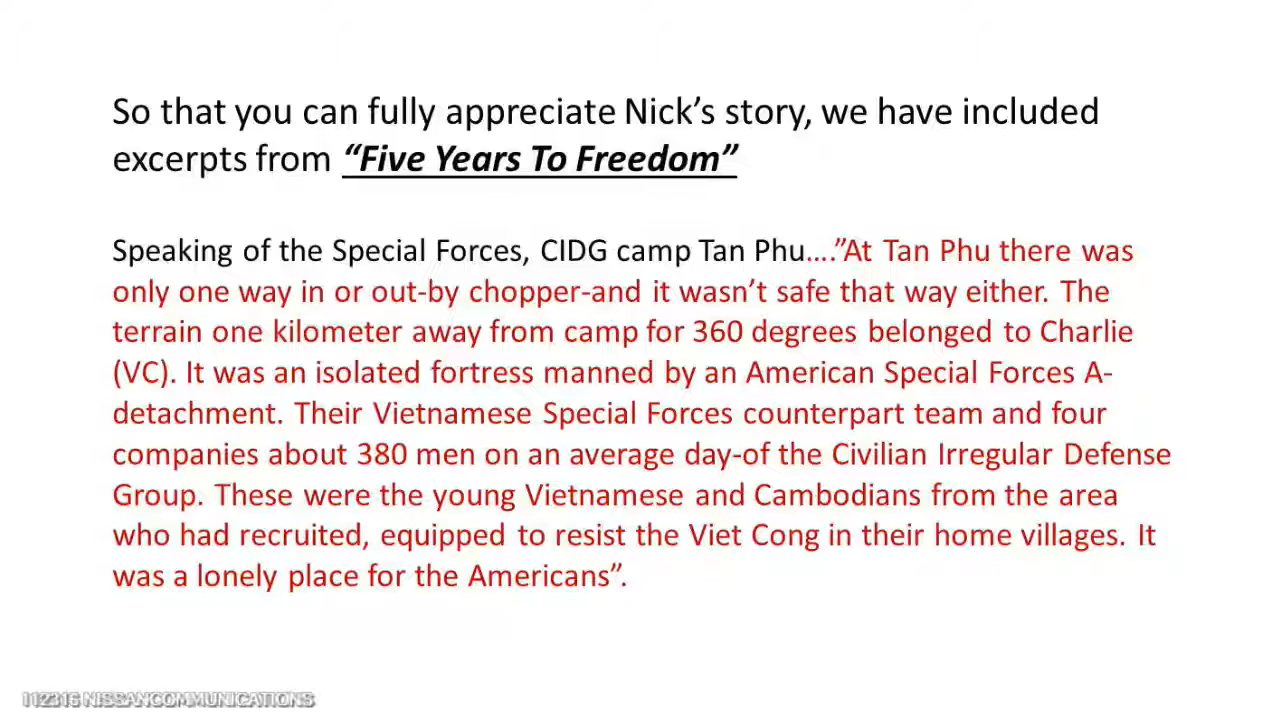 So that you can fully appreciate Nick’s story, we have included
excerpts from “Five Years To Freedom”
Speaking of the Special Forces, CIDG camp Tan Phu….”At Tan Phu there was
only one way in or out-by chopper-and it wasn’t safe that way either. The
terrain one kilometer away from camp for 360 degrees belonged to Charlie
(VC). It was an isolated fortress manned by an American Special Forces A-
detachment. Their Vietnamese Special Forces counterpart team and four
companies about 380 men on an average day-of the Civilian Irregular Defense
Group. These were the young Vietnamese and Cambodians from the area
who had recruited, equipped to resist the Viet Cong in their home villages. It
was a lonely place for the Americans”.
112316 NISSANCOMMUNICATIONS